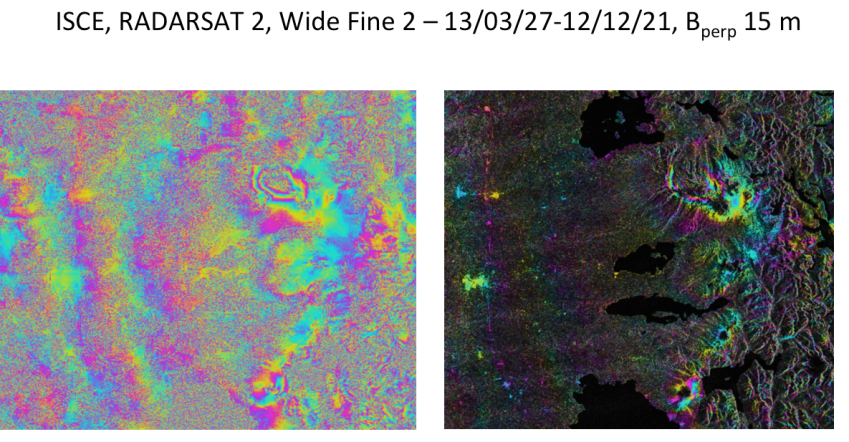 ISCE, RADARSAT 2, Wide Fine 2 – 13/03/27-12/12/21, Bperp 15 m